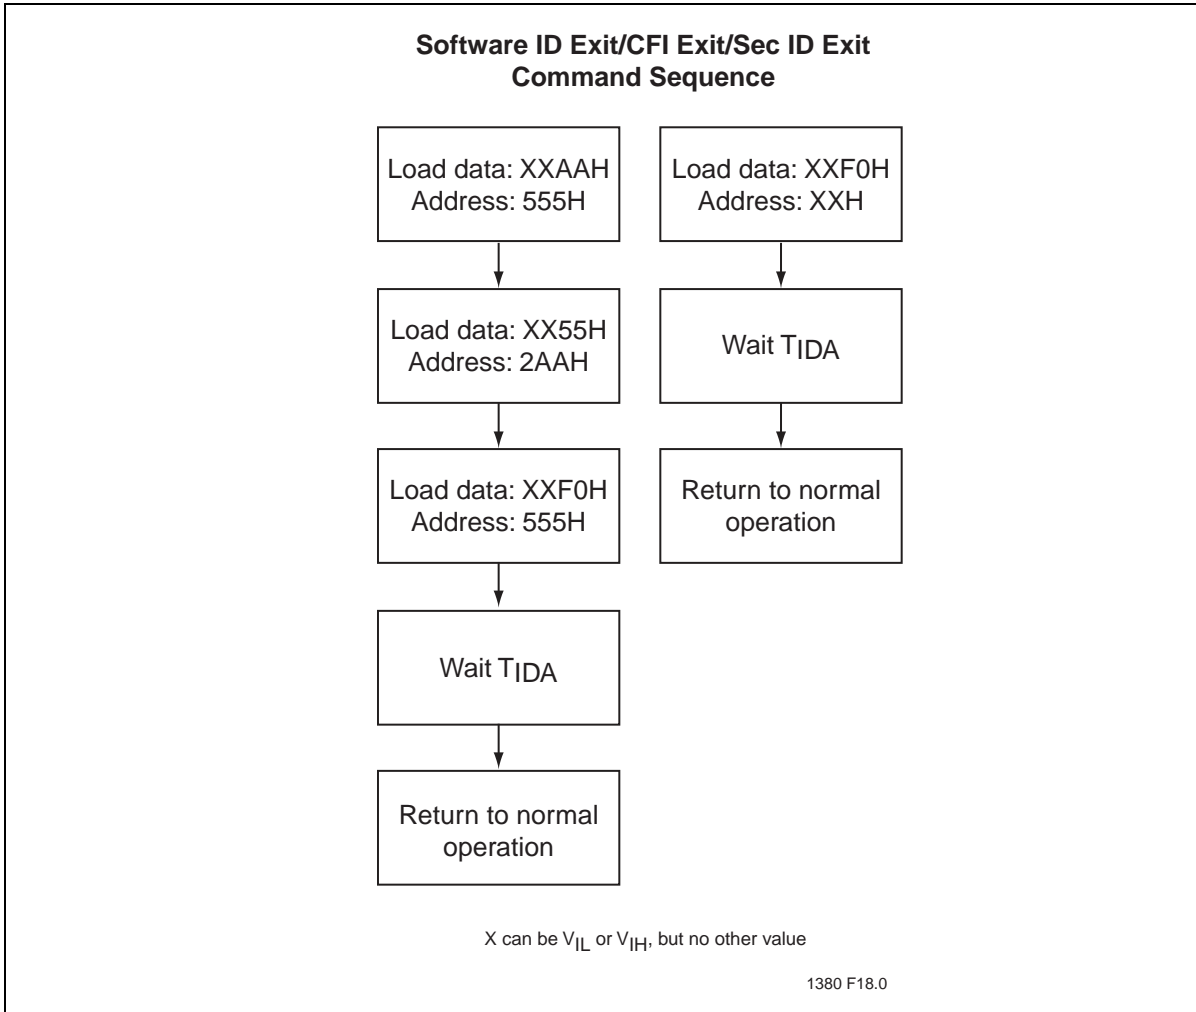 Software ID Exit/CFI Exit/Sec ID Exit
Command Sequence
Load data: XXAAH
Address: 555H
Load data: XX55H
Address: 2AAH
Load data: XXF0H
Address: 555H
Wait TIDA
Return to normal
operation
Load data: XXF0H
Address: XXH
Wait TIDA
Return to normal
operation
X can be VIL or VIH, but no other value
1380 F18.0